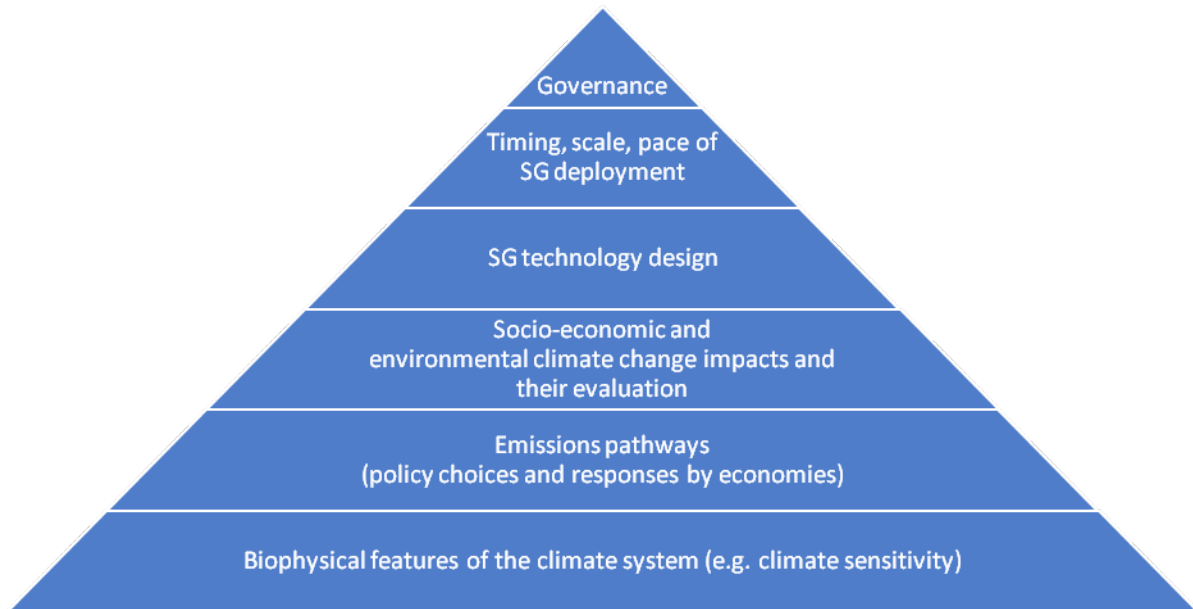 Governance
Timing, scale, pace of
SG deployment
SG technology design
Socio-economic and
environmental climate change impacts and
their evaluation
Emissions pathways
(policy choices and responses by economies)
Biophysical features of the climate system (e.g. climate sensitivity)